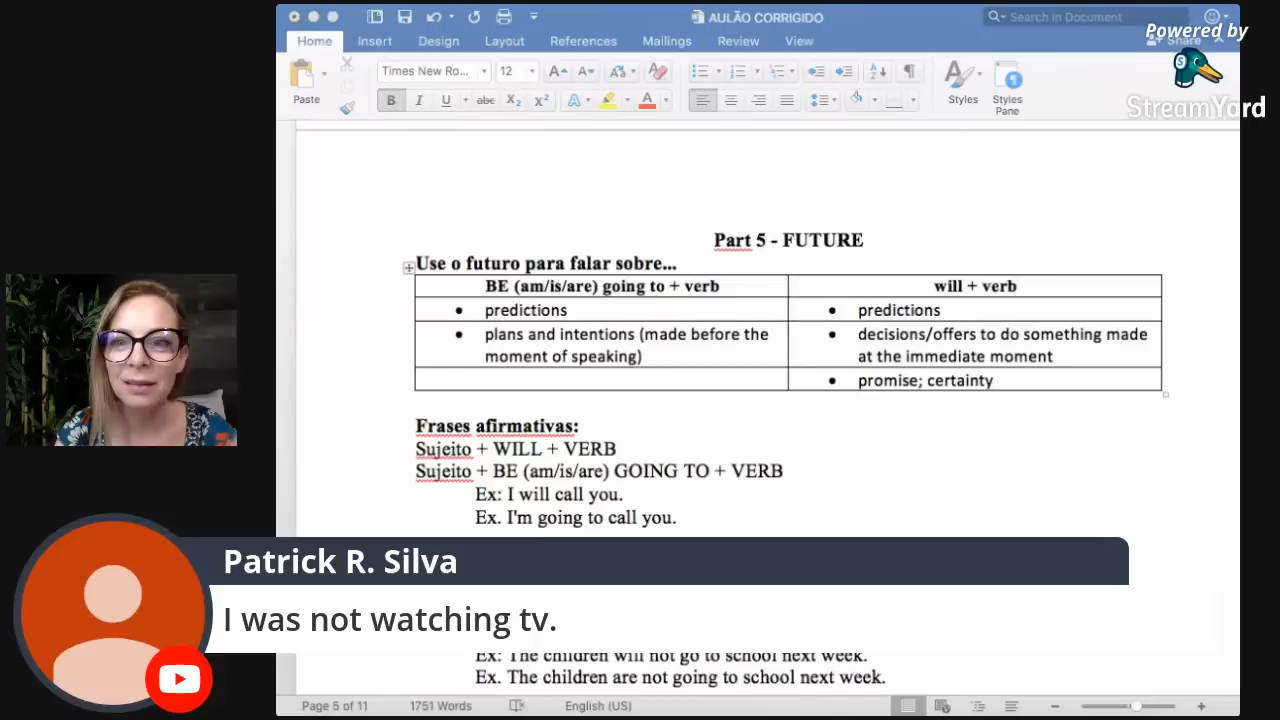 AULÃO CORRIGIDO
Search in Document
Powered by
StreamYard
Home Insert Design Layout References Mailings Review View Share
Times New Ro... 12
Paste
B I U abc X₂ X² A A
Styles Styles Pane
Part 5 - FUTURE
Use o futuro para falar sobre...
BE (am/is/are) going to + verb will + verb
• predictions • predictions
• plans and intentions (made before the • decisions/offers to do something made
moment of speaking) at the immediate moment
• promise; certainty
Frases afirmativas:
Sujeito + WILL + VERB
Sujeito + BE (am/is/are) GOING TO + VERB
Ex: I will call you.
Ex. I'm going to call you.
Patrick R. Silva
I was not watching tv.
Ex: The children will not go to school next week.
Ex. The children are not going to school next week.
Page 5 of 11 1751 Words English (US)